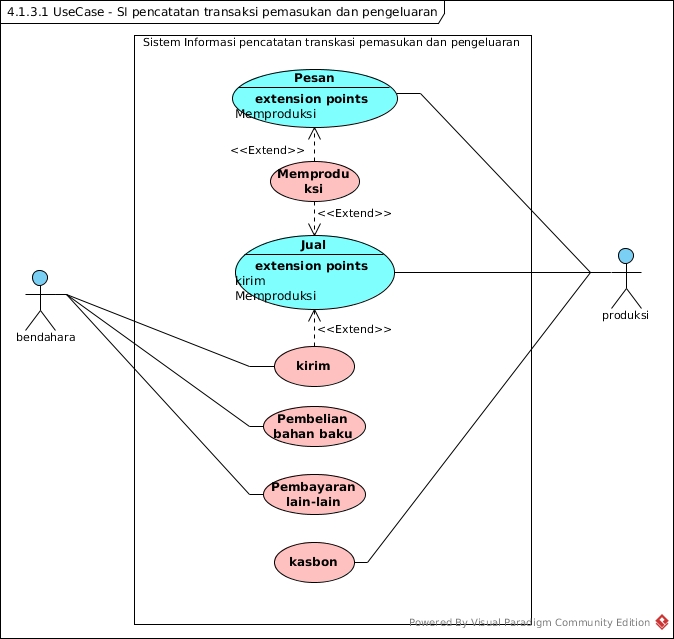 4.1.3.1 UseCase - SI pencatatan transaksi pemasukan dan pengeluaran
Sistem Informasi pencatatan transkasi pemasukan dan pengeluaran
Pesan
extension points
Memproduksi
<<Extend>>
Memprodu
ksi
<<Extend>>
Jual
extension points
kirim
Memproduksi
produksi
bendahara
<<Extend>>
kirim
Pembelian
bahan baku
Pembayaran
lain-lain
kasbon
Powered By Visual Paradigm Community Edition